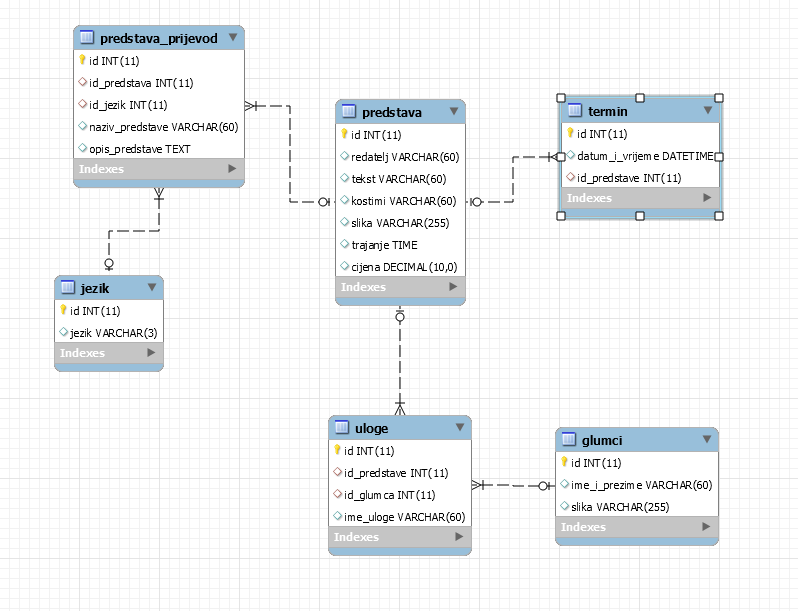 predstava_prijevod
id INT(11)
id_predstava INT(11)
id_jezik INT(11)
naziv_predstave VARCHAR(60)
opis_predstave TEXT
Indexes
predstava
id INT(11)
redatelj VARCHAR(60)
tekst VARCHAR(60)
kostimi VARCHAR(60)
slika VARCHAR(255)
trajanje TIME
cijena DECIMAL(10,0)
Indexes
termin
id INT(11)
datum_i_vrijeme DATETIME
id_predstave INT(11)
Indexes
jezik
id INT(11)
jezik VARCHAR(3)
Indexes
uloge
id INT(11)
id_predstave INT(11)
id_glumca INT(11)
ime_uloge VARCHAR(60)
Indexes
glumci
id INT(11)
ime_i_prezime VARCHAR(60)
slika VARCHAR(255)
Indexes